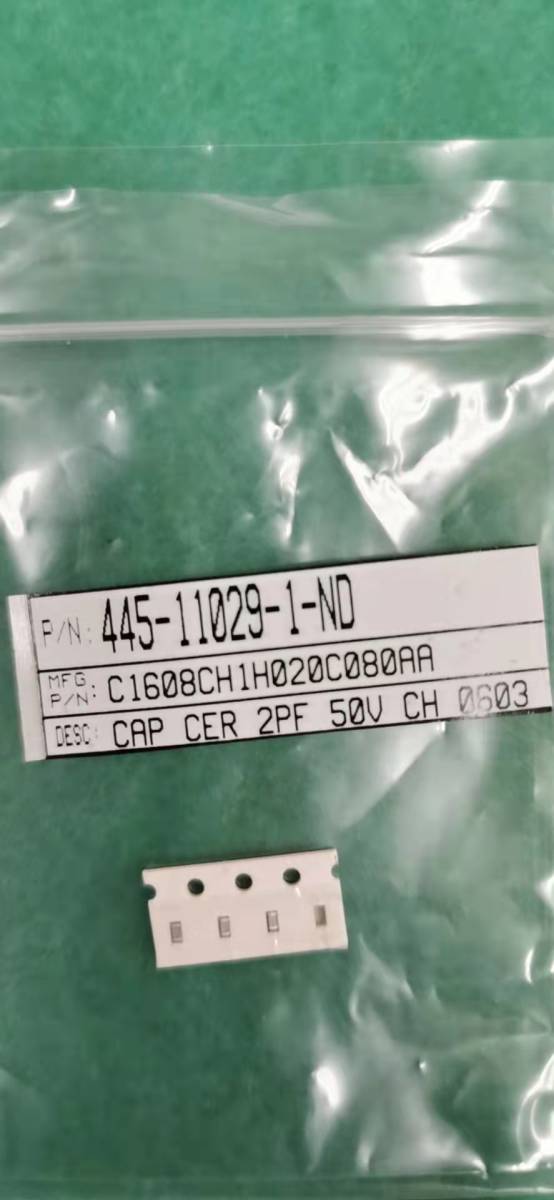 P/N: 445-11029-1-ND
MFG P/N: C1608CH1H020C080AA
DESC: CAP CER 2PF 50V CH 0603